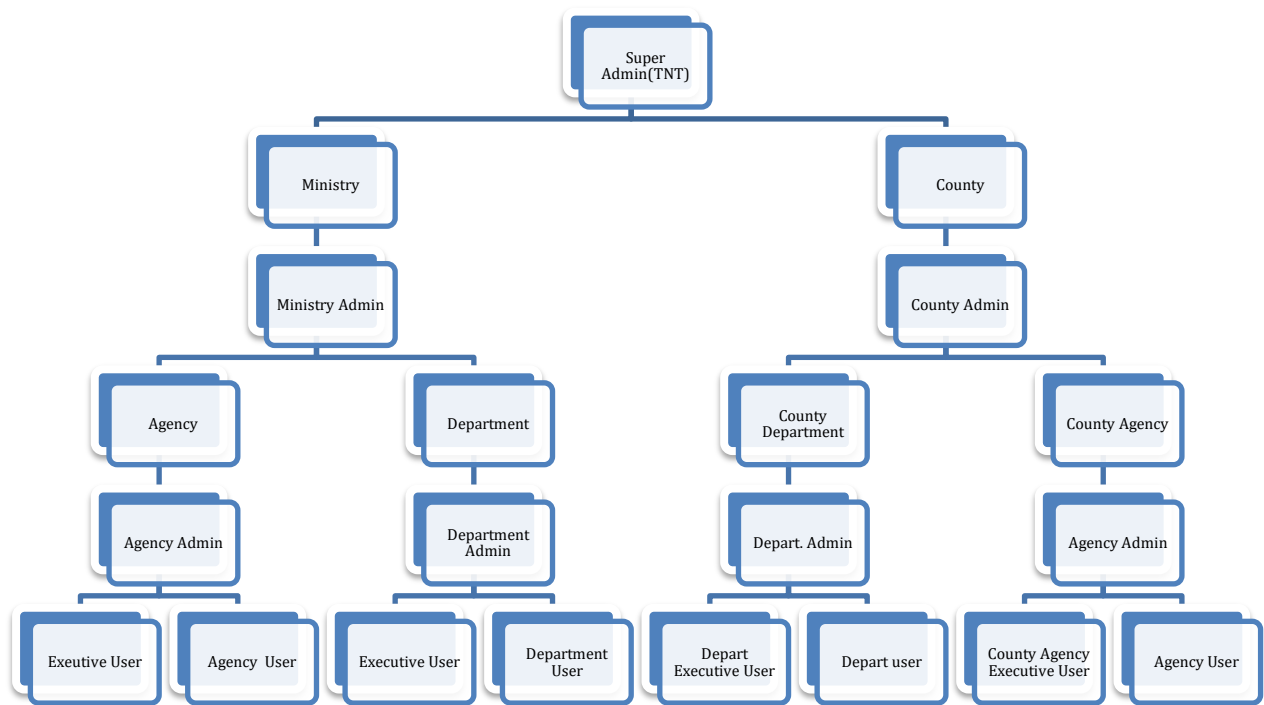 Super
Admin(TNT)
Ministry
County
Ministry Admin
County Admin
Agency
Department
County
Department
County Agency
Agency Admin
Department
Admin
Depart. Admin
Agency Admin
Exeutive User
Agency User
Executive User
Department
User
Depart
Executive User
Depart user
County Agency
Executive User
Agency User